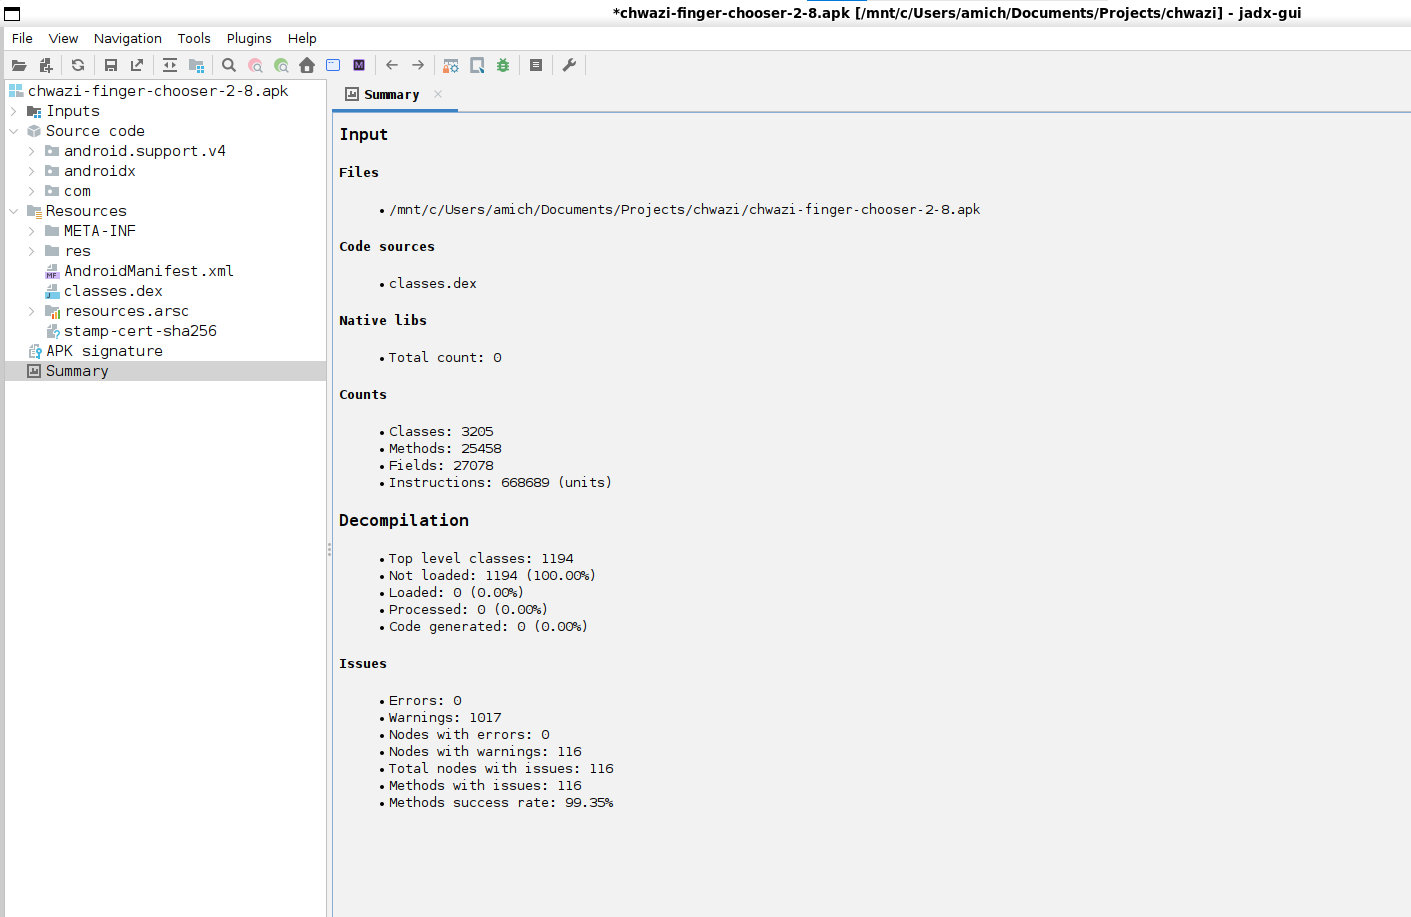 *chwazi-finger-chooser-2-8.apk [/mnt/c/Users/amich/Documents/Projects/chwazi] - jadx-gui
File View Navigation Tools Plugins Help
chwazi-finger-chooser-2-8.apk
Inputs
Source code
android.support.v4
androidx
com
Resources
META-INF
res
AndroidManifest.xml
classes.dex
resources.arsc
stamp-cert-sha256
APK signature
Summary
Summary
Input
Files
• /mnt/c/Users/amich/Documents/Projects/chwazi/chwazi-finger-chooser-2-8.apk
Code sources
• classes.dex
Native libs
• Total count: 0
Counts
• Classes: 3205
• Methods: 25458
• Fields: 27078
• Instructions: 668689 (units)
Decompilation
• Top level classes: 1194
• Not loaded: 1194 (100.00%)
• Loaded: 0 (0.00%)
• Processed: 0 (0.00%)
• Code generated: 0 (0.00%)
Issues
• Errors: 0
• Warnings: 1017
• Nodes with errors: 0
• Nodes with warnings: 116
• Total nodes with issues: 116
• Methods with issues: 116
• Methods success rate: 99.35%